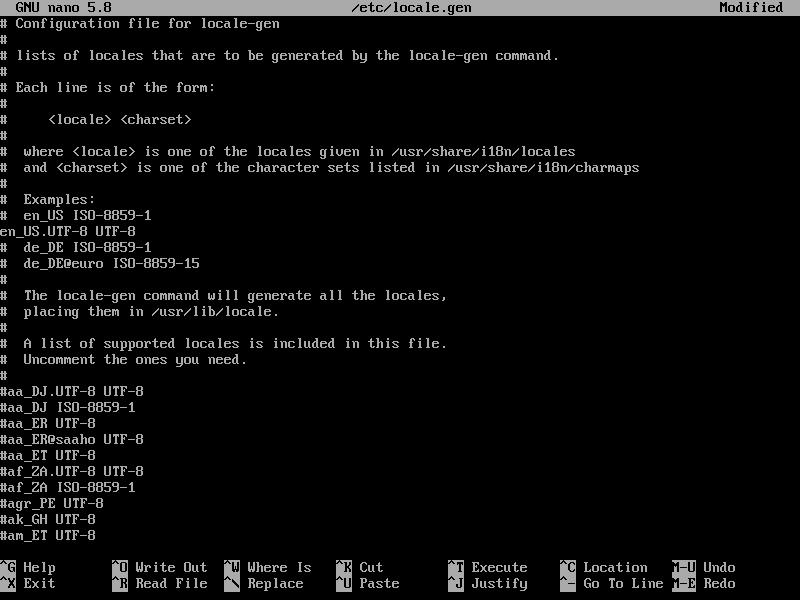 GNU nano 5.8 /etc/locale.gen Modified
# Configuration file for locale-gen
#
# lists of locales that are to be generated by the locale-gen command.
#
# Each line is of the form:
#
#     <locale> <charset>
#
#  where <locale> is one of the locales given in /usr/share/i18n/locales
#  and <charset> is one of the character sets listed in /usr/share/i18n/charmaps
#
#  Examples:
#  en_US ISO-8859-1
en_US.UTF-8 UTF-8
#  de_DE ISO-8859-1
#  de_DE@euro ISO-8859-15
#
#  The locale-gen command will generate all the locales,
#  placing them in /usr/lib/locale.
#
#  A list of supported locales is included in this file.
#  Uncomment the ones you need.
#
#aa_DJ.UTF-8 UTF-8
#aa_DJ ISO-8859-1
#aa_ER UTF-8
#aa_ER@saaho UTF-8
#aa_ET UTF-8
#af_ZA.UTF-8 UTF-8
#af_ZA ISO-8859-1
#agr_PE UTF-8
#ak_GH UTF-8
#am_ET UTF-8
^G Help ^O Write Out ^W Where Is ^K Cut ^T Execute ^C Location M-U Undo
^X Exit ^R Read File ^\ Replace ^U Paste ^J Justify ^_ Go To Line M-E Redo